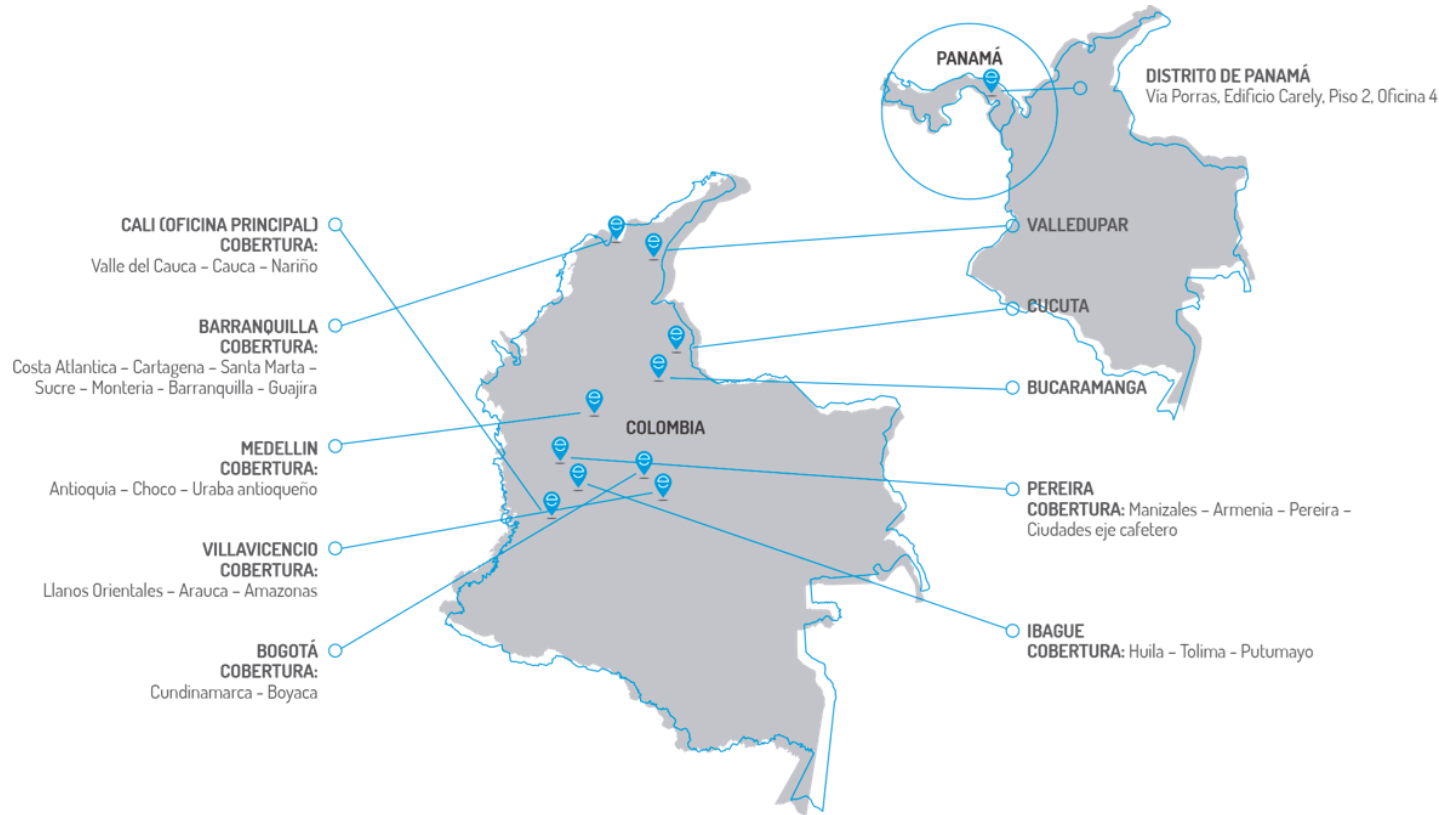 PANAMÁ
DISTRITO DE PANAMÁ
Via Porras, Edificio Carely, Piso 2, Oficina 4
CALI (OFICINA PRINCIPAL)
COBERTURA:
Valle del Cauca – Cauca – Nariño
BARRANQUILLA
COBERTURA:
Costa Atlantica – Cartagena – Santa Marta –
Sucre – Monteria - Barranquilla - Guajira
MEDELLIN
COBERTURA:
Antioquia – Choco – Uraba antioqueño
VILLAVICENCIO
COBERTURA:
Llanos Orientales – Arauca – Amazonas
BOGOTÁ
COBERTURA:
Cundinamarca - Boyaca
COLOMBIA
VALLEDUPAR
CUCUTA
BUCARAMANGA
PEREIRA
COBERTURA: Manizales – Armenia – Pereira –
Ciudades eje cafetero
IBAGUE
COBERTURA: Huila – Tolima - Putumayo